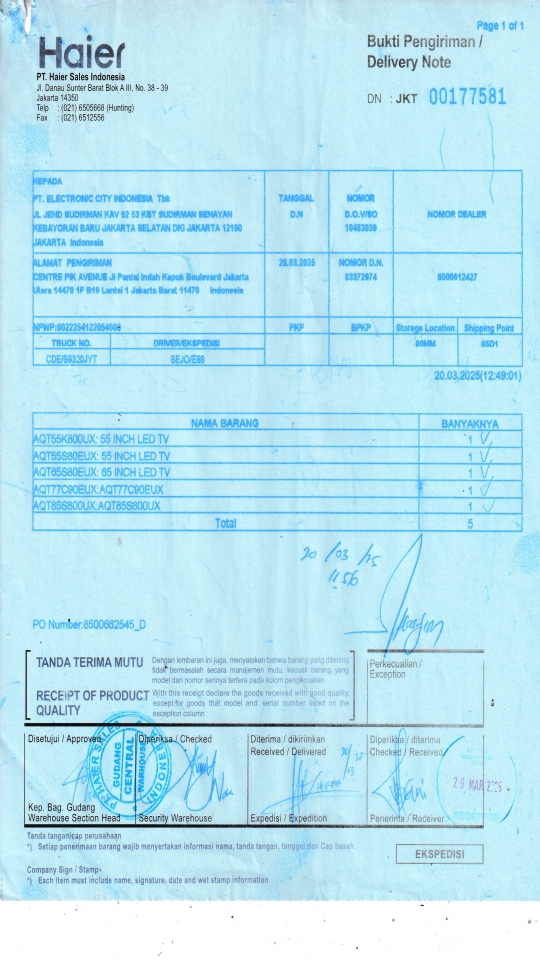 Page 1 of 1
Haier
Bukti Pengiriman /
Delivery Note
PT. Haier Sales Indonesia
Jl. Danau Sunter Barat Blok A III, No. 38 - 39
Jakarta 14350
Telp : (021) 6505668 (Hunting)
Fax : (021) 6512556
DN : JKT 00177581
KEPADA
PT. ELECTRONIC CITY INDONESIA Tbk
JL JEND SUDIRMAN KAV 52 53 KBT SUDIRMAN SENAYAN
KEBAYORAN BARU JAKARTA SELATAN DKI JAKARTA 12190
JAKARTA Indonesia
TANGGAL
D.N
NOMOR
D.O.V/SO
10483859
NOMOR DEALER
ALAMAT PENGIRIMAN
CENTRE PIK AVENUE Jl Pantai Indah Kapuk Boulevard Jakarta
Utara 14470 1F B19 Lantai 1 Jakarta Barat 11470 Indonesia
20.03.2025
NOMOR D.N.
83372974
6000612427
NPWP:0022254122054000
PKP
BPKP
Storage Location
Shipping Point
TRUCK NO.
DRIVER/EKSPEDISI
00MM
65D1
CDE/B9320JYT
BEJO/E88
20.03.2025(12:49:01)
NAMA BARANG BANYAKNYA
AQT55K800UX: 55 INCH LED TV 1
AQT55S80EUX: 55 INCH LED TV 1
AQT65S80EUX: 65 INCH LED TV 1
AQT77C90EUX:AQT77C90EUX 1
AQT85S800UX:AQT85S800UX 1
Total 5
20/03/25
PO Number:8500662545_D
TANDA TERIMA MUTU
Dengan lembaran ini juga, menyatakan bahwa barang yang diterima
tidak bermasalah secara manajemen mutu, kecuali barang yang
model dan nomor serinya tertera pada kolom pengecualian
RECEIPT OF PRODUCT
QUALITY
With this receipt declare the goods received with good quality,
except for goods that model and serial number listed on the
exception column
Perkecualian /
Exception
Disetujui / Approved
Diperiksa / Checked
Diterima / dikirimkan
Received / Delivered
Diperiksa / diterima
Checked / Received
GUDANG
CENTRAL
WAREHOUSE
Kep. Bag. Gudang
Warehouse Section Head
Security Warehouse
Expedisi / Expedition
Penerima / Receiver
Tanda tangan/cap perusahaan
*) Setiap penerimaan barang wajib menyertakan informasi nama, tanda tangan, tanggal dan Cap basah.
EKSPEDISI
Company Sign / Stamp
*) Each item must include name, signature, date and wet stamp information.